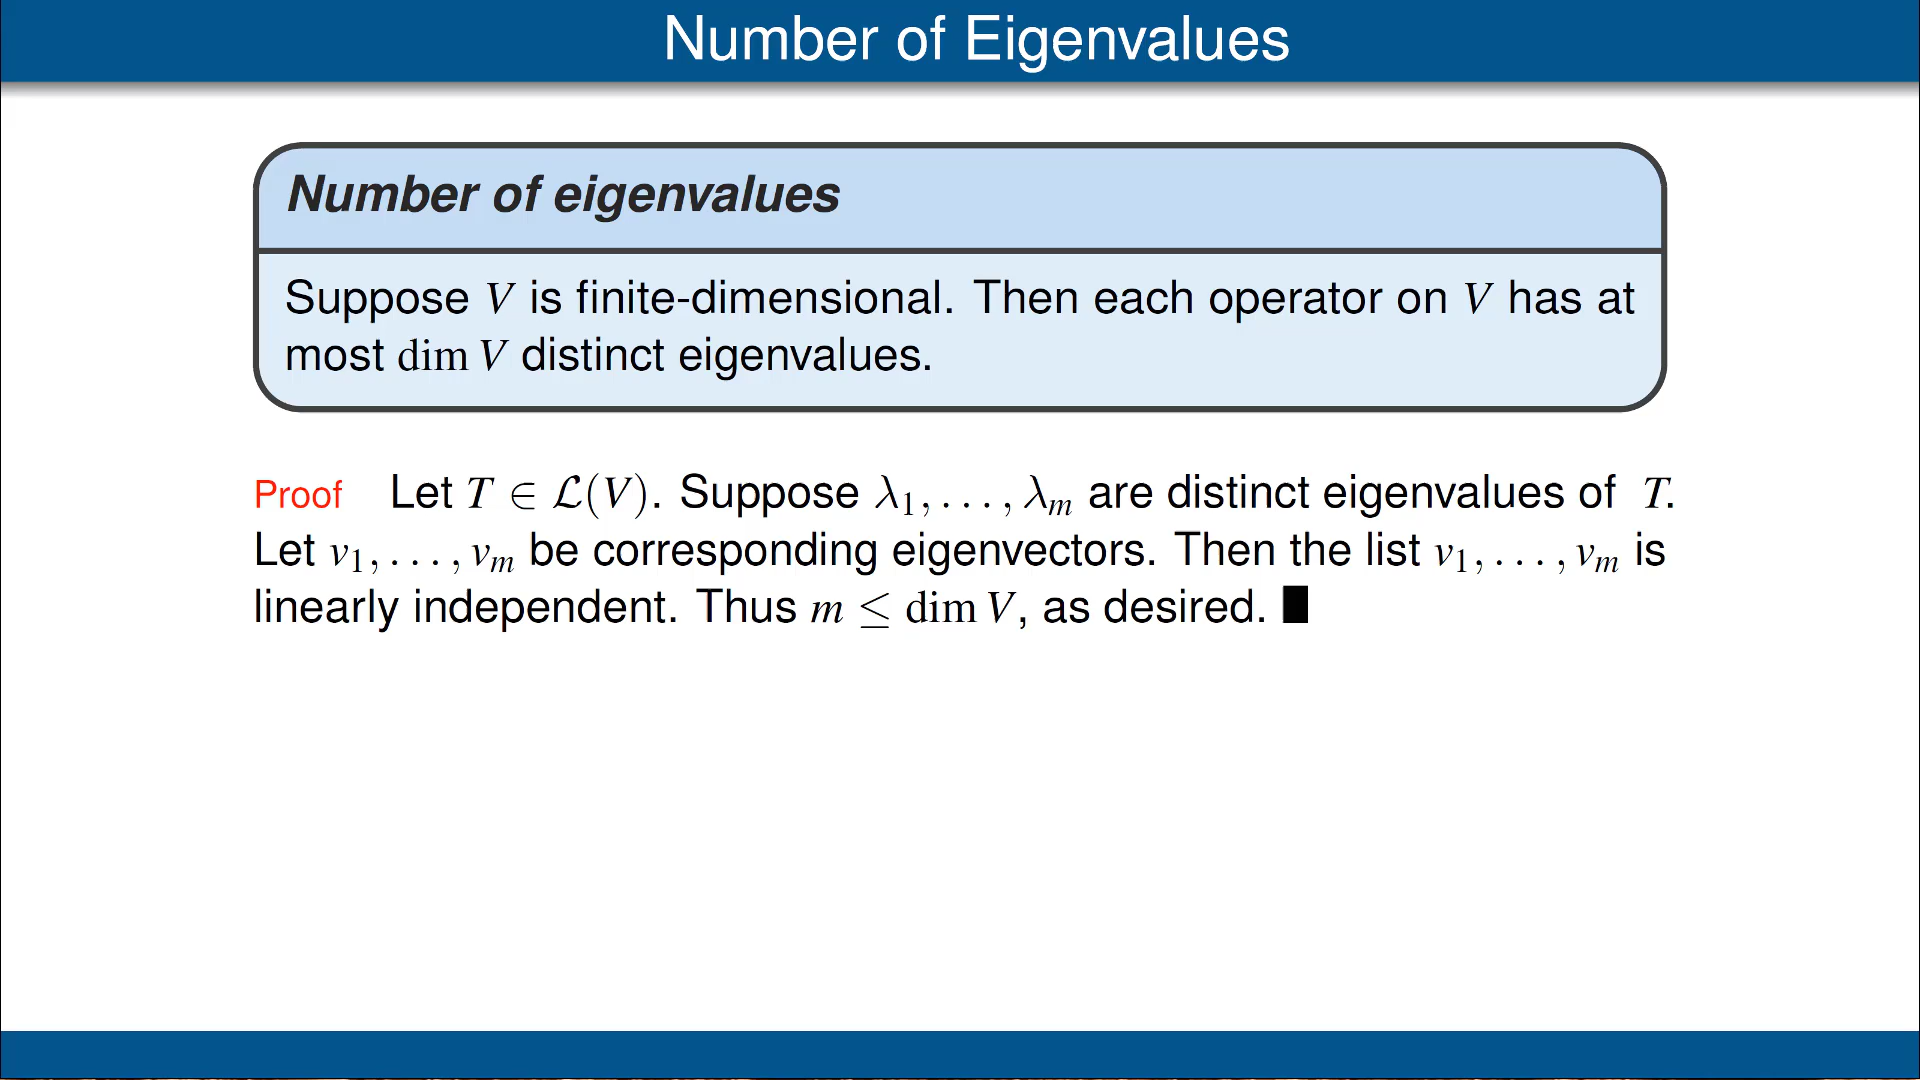 Number of Eigenvalues
Number of eigenvalues
Suppose V is finite-dimensional. Then each operator on V has at
most dim V distinct eigenvalues.
Proof Let T ∈ ℒ(V). Suppose λ₁, . . . , λₘ are distinct eigenvalues of T.
Let v₁, . . . , vₘ be corresponding eigenvectors. Then the list v₁, . . . , vₘ is
linearly independent. Thus m ≤ dim V, as desired. ■